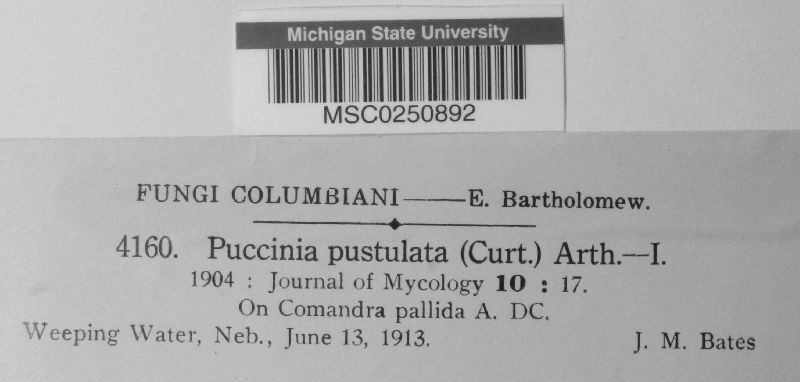 Michigan State University
MSC0250892
FUNGI COLUMBIANI——E. Bartholomew.
4160. Puccinia pustulata (Curt.) Arth.—I.
1904 : Journal of Mycology 10 : 17.
On Comandra pallida A. DC.
Weeping Water, Neb., June 13, 1913. J. M. Bates